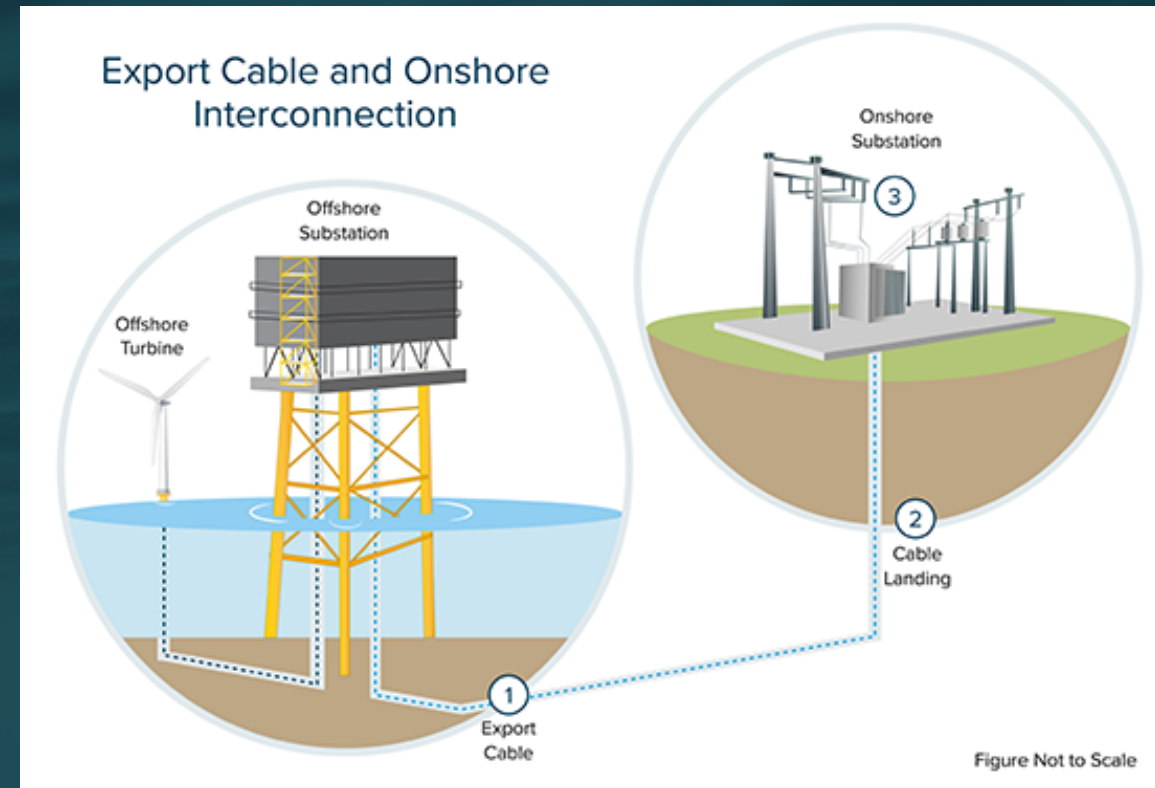 Export Cable and Onshore
Interconnection
Offshore
Substation
Offshore
Turbine
1
Export
Cable
2
Cable
Landing
Onshore
Substation
3
Figure Not to Scale